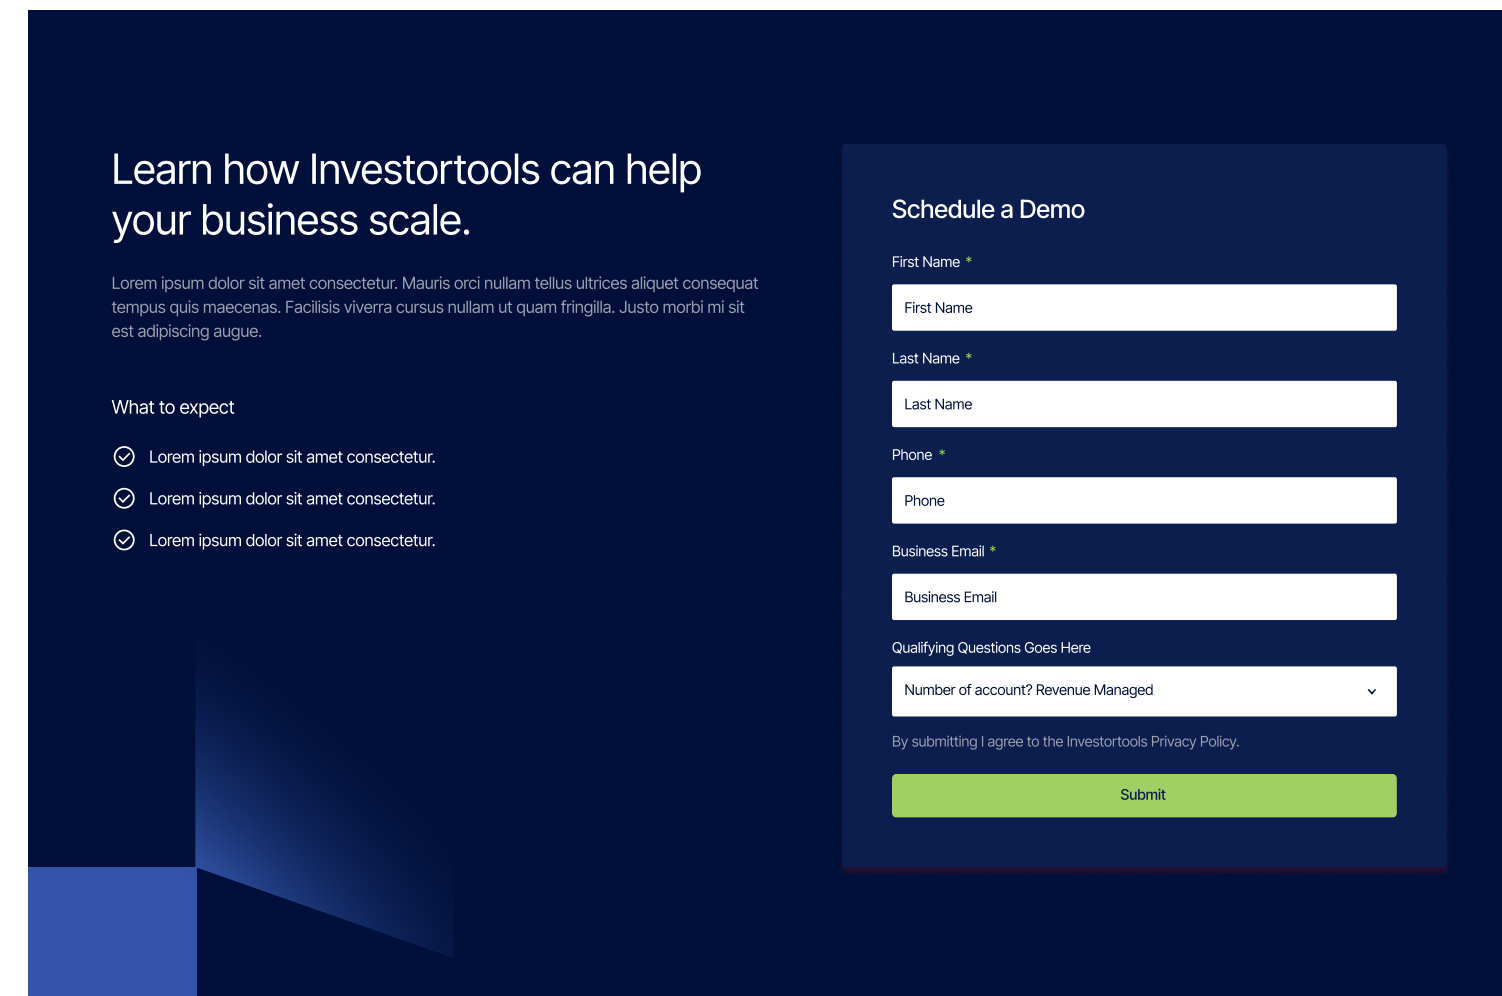 Learn how Investortools can help
your business scale.
Lorem ipsum dolor sit amet consectetur. Mauris orci nullam tellus ultrices aliquet consequat
tempus quis maecenas. Facilisis viverra cursus nullam ut quam fringilla. Justo morbi mi sit
est adipiscing augue.
What to expect
Lorem ipsum dolor sit amet consectetur.
Lorem ipsum dolor sit amet consectetur.
Lorem ipsum dolor sit amet consectetur.
Schedule a Demo
First Name *
First Name
Last Name *
Last Name
Phone *
Phone
Business Email *
Business Email
Qualifying Questions Goes Here
Number of account? Revenue Managed
By submitting I agree to the Investortools Privacy Policy.
Submit